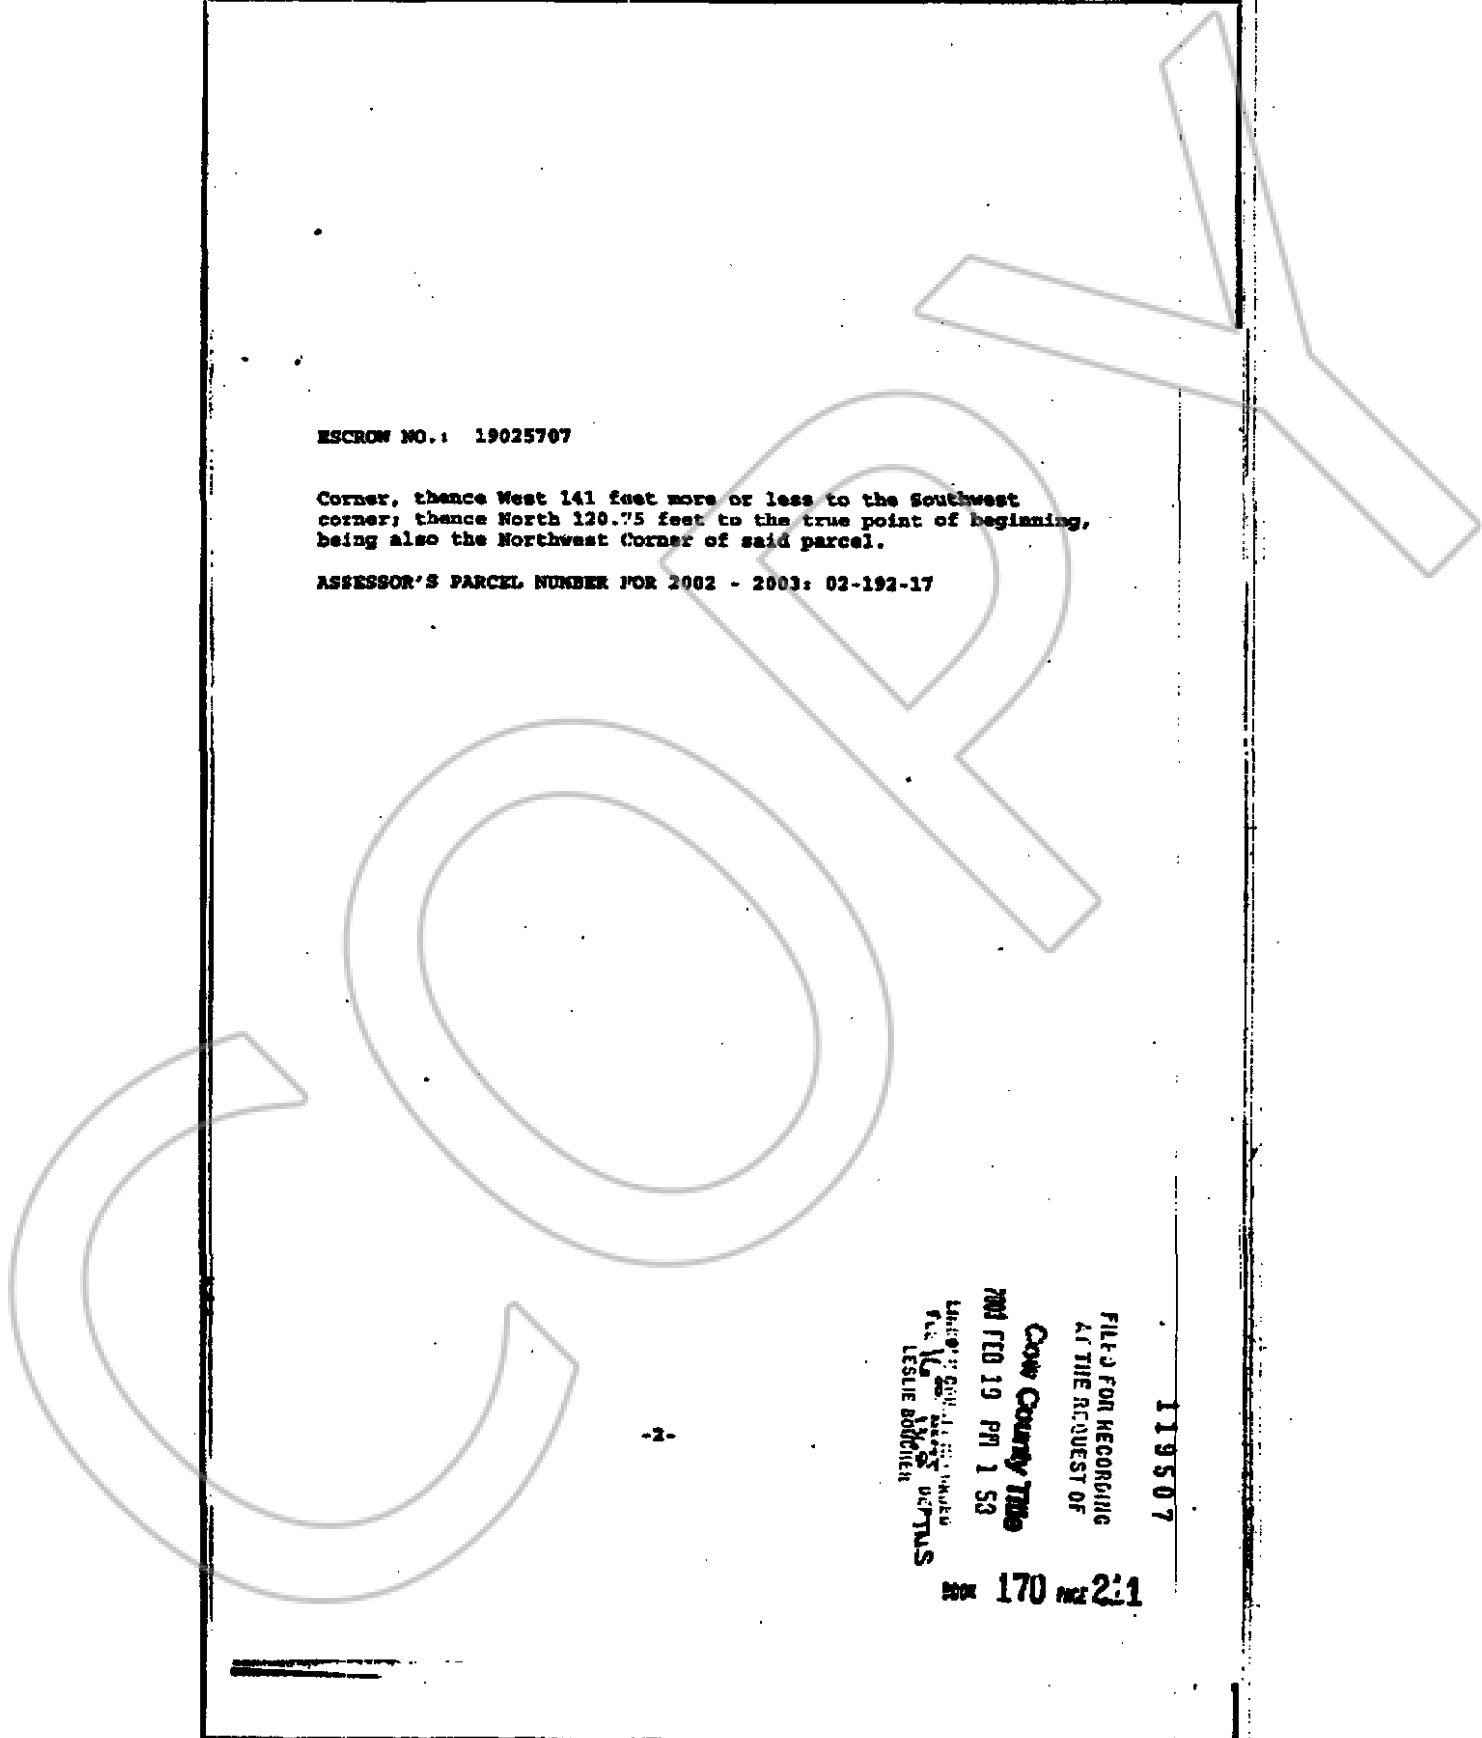 ESCROW NO.: 19025707
Corner, thence West 141 feet more or less to the Southwest
corner; thence North 120.75 feet to the true point of beginning,
being also the Northwest Corner of said parcel.
ASSESSOR'S PARCEL NUMBER FOR 2002 - 2003: 02-192-17
COPY
-2-
119507
FILED FOR RECORDING
AT THE REQUEST OF
Cow County Title
2003 FEB 19 PM 1 53
LESLIE BOUCHER
BOOK 170 PAGE